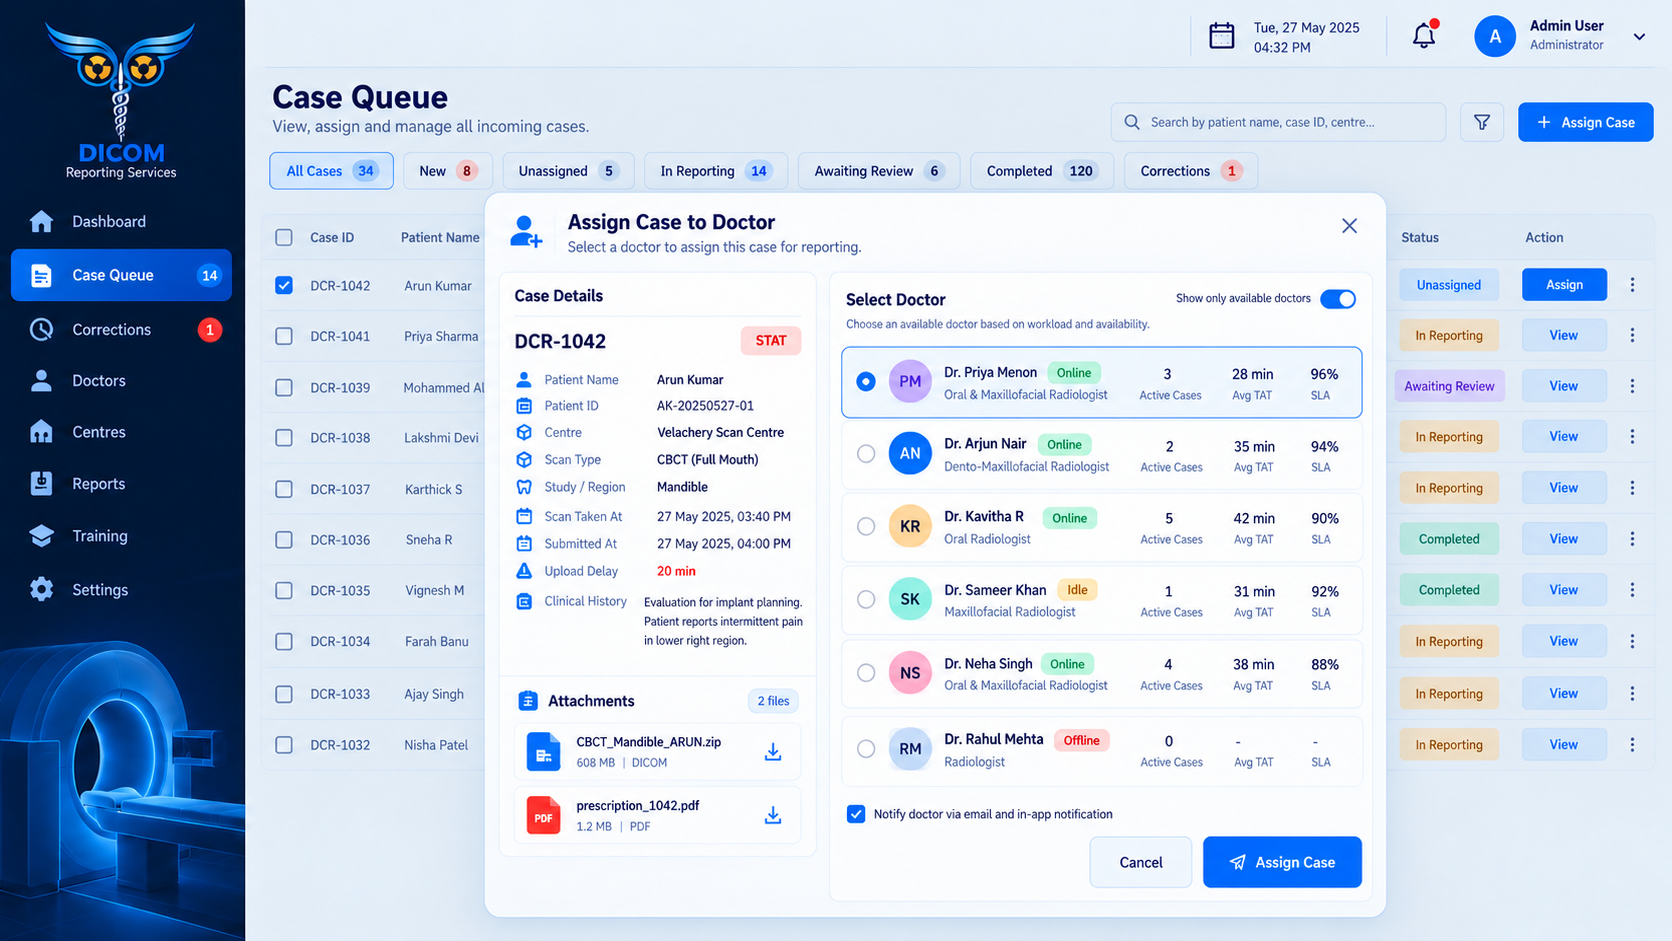 DICOM
Reporting Services
Dashboard
Case Queue 14
Corrections 1
Doctors
Centres
Reports
Training
Settings
Tue, 27 May 2025
04:32 PM
A
Admin User
Administrator
Case Queue
View, assign and manage all incoming cases.
Search by patient name, case ID, centre...
+ Assign Case
All Cases 34
New 8
Unassigned 5
In Reporting 14
Awaiting Review 6
Completed 120
Corrections 1
Case ID Patient Name Status Action
DCR-1042 Arun Kumar Unassigned Assign
DCR-1041 Priya Sharma In Reporting View
DCR-1039 Mohammed Al Awaiting Review View
DCR-1038 Lakshmi Devi In Reporting View
DCR-1037 Karthick S In Reporting View
DCR-1036 Sneha R Completed View
DCR-1035 Vignesh M Completed View
DCR-1034 Farah Banu In Reporting View
DCR-1033 Ajay Singh In Reporting View
DCR-1032 Nisha Patel In Reporting View
Assign Case to Doctor
Select a doctor to assign this case for reporting.
Case Details
DCR-1042 STAT
Patient Name Arun Kumar
Patient ID AK-20250527-01
Centre Velachery Scan Centre
Scan Type CBCT (Full Mouth)
Study / Region Mandible
Scan Taken At 27 May 2025, 03:40 PM
Submitted At 27 May 2025, 04:00 PM
Upload Delay 20 min
Clinical History Evaluation for implant planning.
Patient reports intermittent pain
in lower right region.
Attachments 2 files
CBCT_Mandible_ARUN.zip
608 MB | DICOM
PDF
prescription_1042.pdf
1.2 MB | PDF
Select Doctor
Show only available doctors
Choose an available doctor based on workload and availability.
PM Dr. Priya Menon Online 3 28 min 96%
Oral & Maxillofacial Radiologist Active Cases Avg TAT SLA
AN Dr. Arjun Nair Online 2 35 min 94%
Dento-Maxillofacial Radiologist Active Cases Avg TAT SLA
KR Dr. Kavitha R Online 5 42 min 90%
Oral Radiologist Active Cases Avg TAT SLA
SK Dr. Sameer Khan Idle 1 31 min 92%
Maxillofacial Radiologist Active Cases Avg TAT SLA
NS Dr. Neha Singh Online 4 38 min 88%
Oral & Maxillofacial Radiologist Active Cases Avg TAT SLA
RM Dr. Rahul Mehta Offline 0 - -
Radiologist Active Cases Avg TAT SLA
Notify doctor via email and in-app notification
Cancel
Assign Case